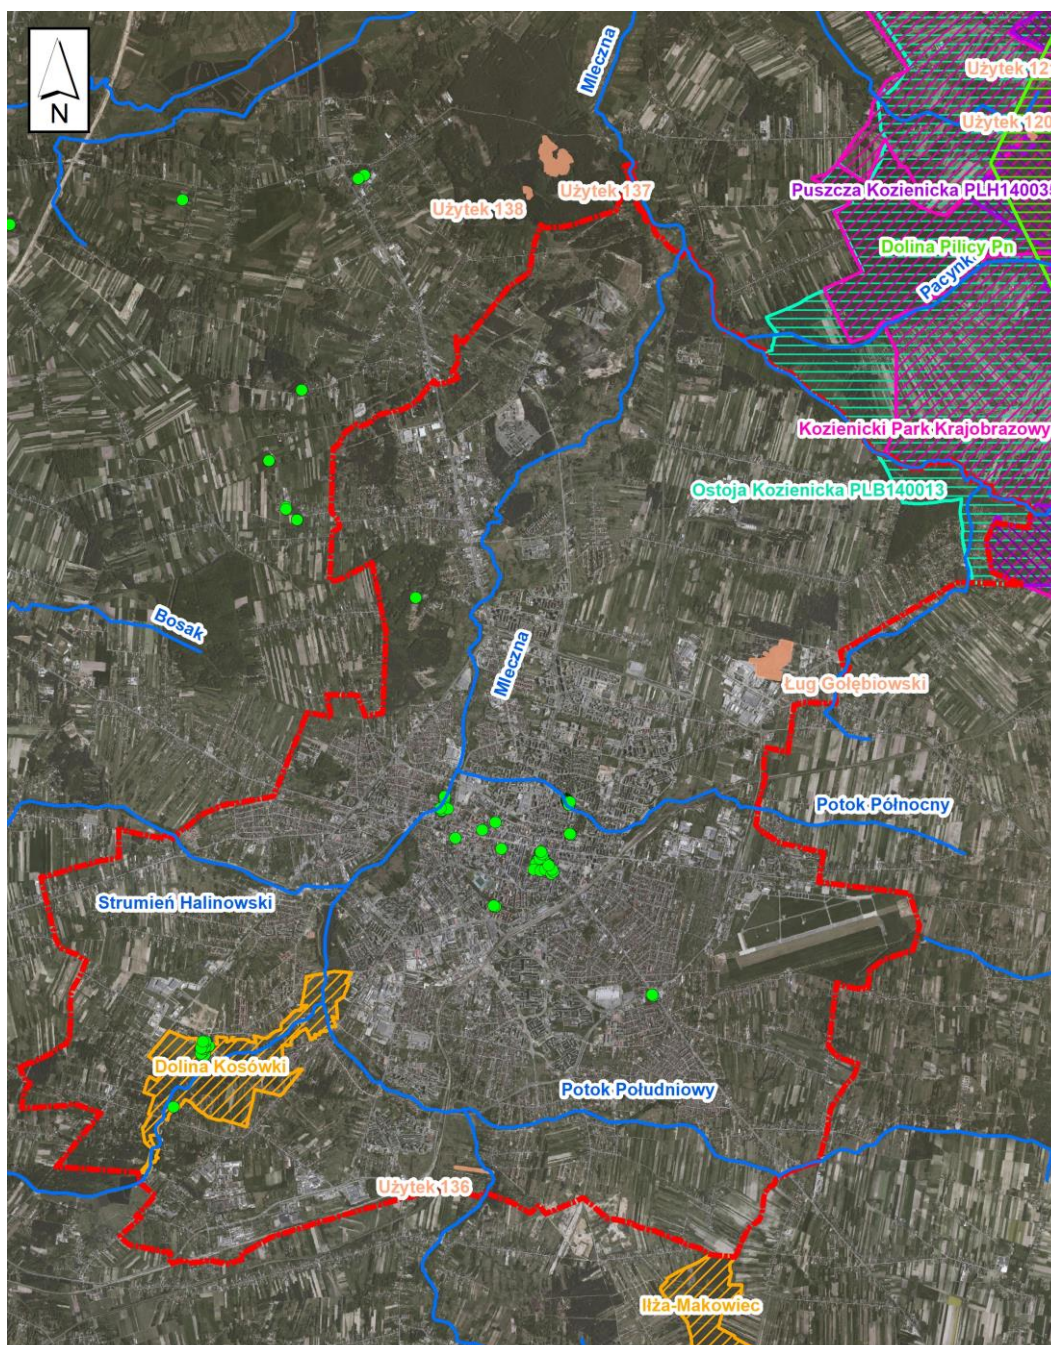 N
Mleczna
Użytek 12
Użytek 120
Użytek 137
Puszcza Kozienicka PLH14003
Użytek 138
Dolina Pilicy Pn
Pacynk
Kozienicki Park Krajobrazowy
Ostoja Kozienicka PLB140013
Bosak
Mleczna
Ług Gołębiowski
Potok Północny
Strumień Halinowski
Dolina Kosówki
Potok Południowy
Użytek 136
Iłża-Makowiec